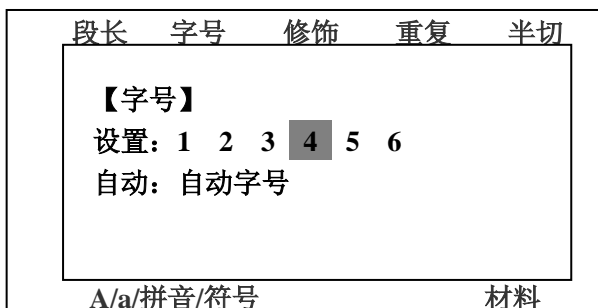 段长 字号 修饰 重复 半切
【字号】
设置：1 2 3 4 5 6
自动：自动字号
A/a/拼音/符号 材料